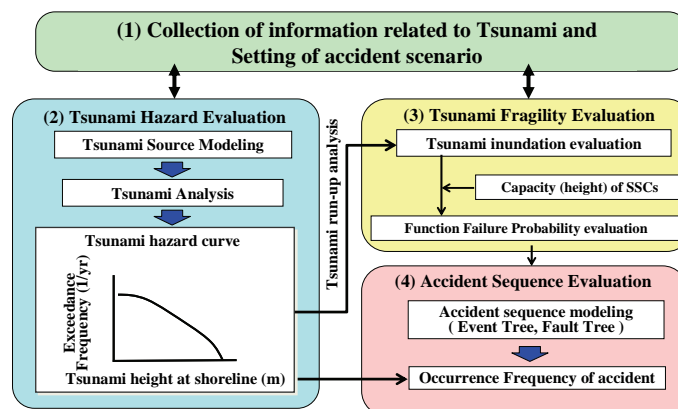 (1) Collection of information related to Tsunami and
Setting of accident scenario
(2) Tsunami Hazard Evaluation
Tsunami Source Modeling
Tsunami Analysis
Tsunami hazard curve
Exceedance
Frequency (1/yr)
Tsunami height at shoreline (m)
Tsunami run-up analysis
(3) Tsunami Fragility Evaluation
Tsunami inundation evaluation
Capacity (height) of SSCs
Function Failure Probability evaluation
(4) Accident Sequence Evaluation
Accident sequence modeling
( Event Tree, Fault Tree )
Occurrence Frequency of accident